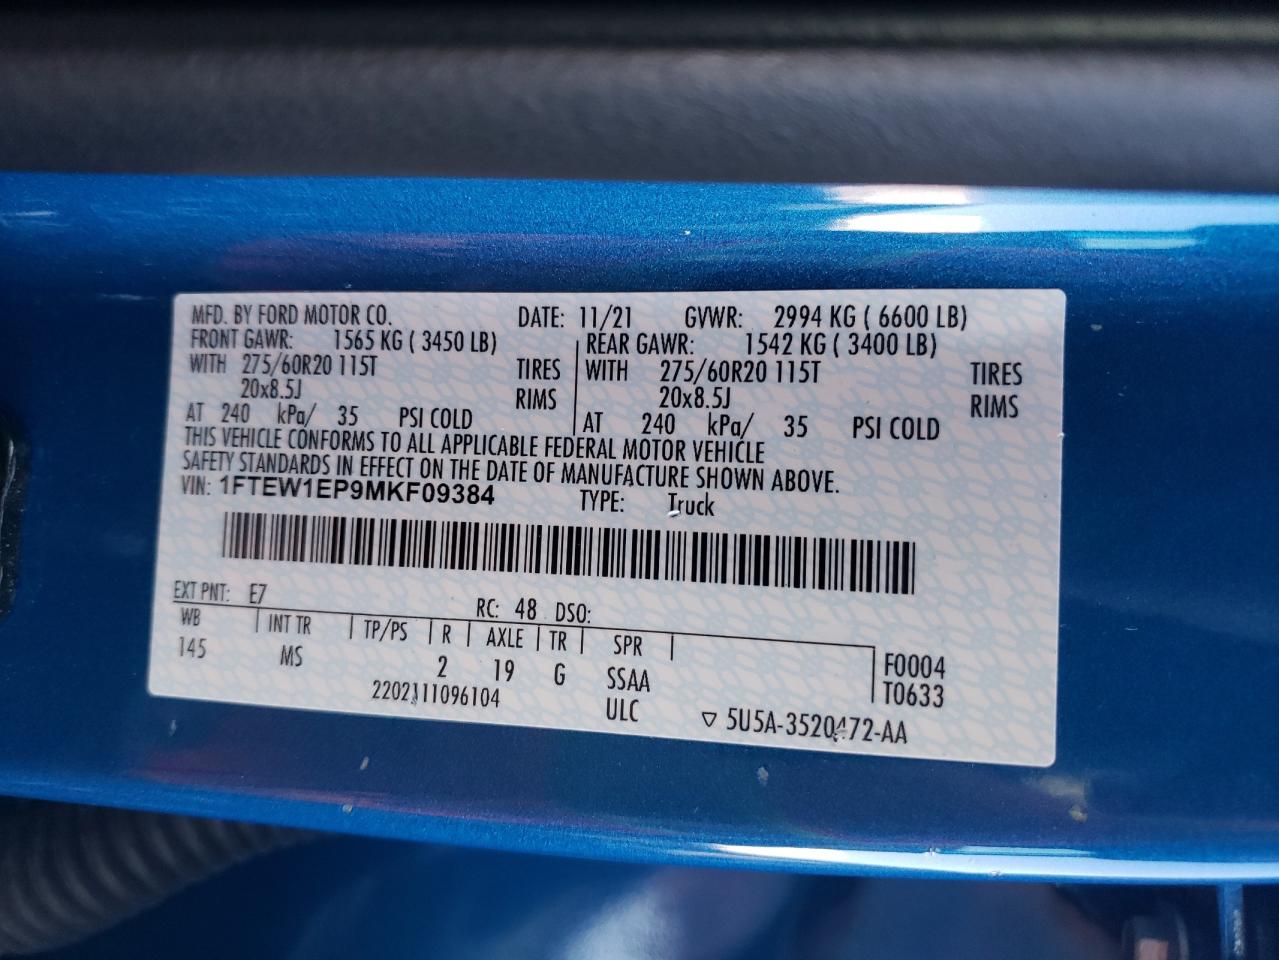 MFD. BY FORD MOTOR CO. DATE: 11/21 GVWR: 2994 KG ( 6600 LB)
FRONT GAWR: 1565 KG ( 3450 LB) REAR GAWR: 1542 KG ( 3400 LB)
WITH 275/60R20 115T TIRES WITH 275/60R20 115T TIRES
20x8.5J RIMS 20x8.5J RIMS
AT 240 kPa/ 35 PSI COLD AT 240 kPa/ 35 PSI COLD
THIS VEHICLE CONFORMS TO ALL APPLICABLE FEDERAL MOTOR VEHICLE
SAFETY STANDARDS IN EFFECT ON THE DATE OF MANUFACTURE SHOWN ABOVE.
VIN: 1FTEW1EP9MKF09384 TYPE: Truck
EXT PNT: E7 RC: 48 DSO:
WB INT TR TP/PS R AXLE TR SPR
145 MS 2 19 G SSAA F0004
ULC T0633
2202111096104 5U5A-3520472-AA